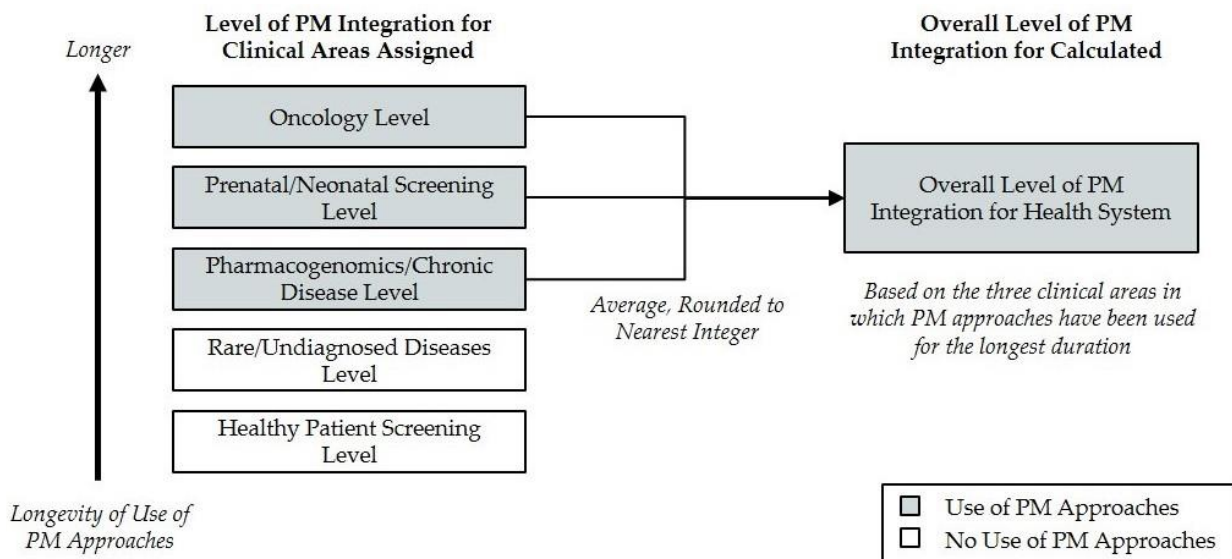 Level of PM Integration for
Clinical Areas Assigned
Overall Level of PM
Integration for Calculated
Longer
Oncology Level
Prenatal/Neonatal Screening
Level
Pharmacogenomics/Chronic
Disease Level
Rare/Undiagnosed Diseases
Level
Healthy Patient Screening
Level
Longevity of Use of
PM Approaches
Average, Rounded to
Nearest Integer
Overall Level of PM
Integration for Health System
Based on the three clinical areas in
which PM approaches have been used
for the longest duration
Use of PM Approaches
No Use of PM Approaches